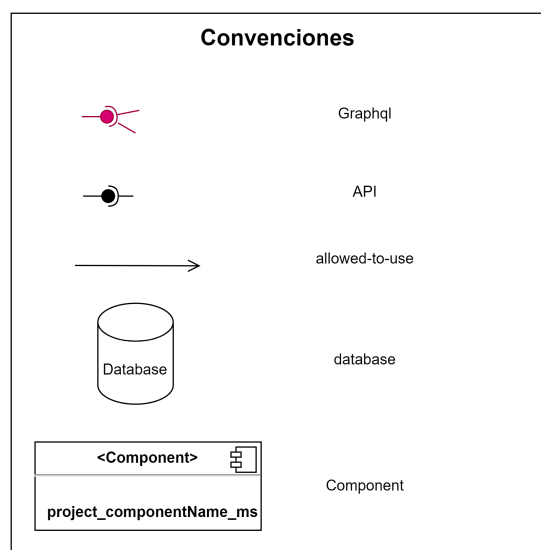 Convenciones
Graphql
API
allowed-to-use
Database
database
<Component>
project_componentName_ms
Component